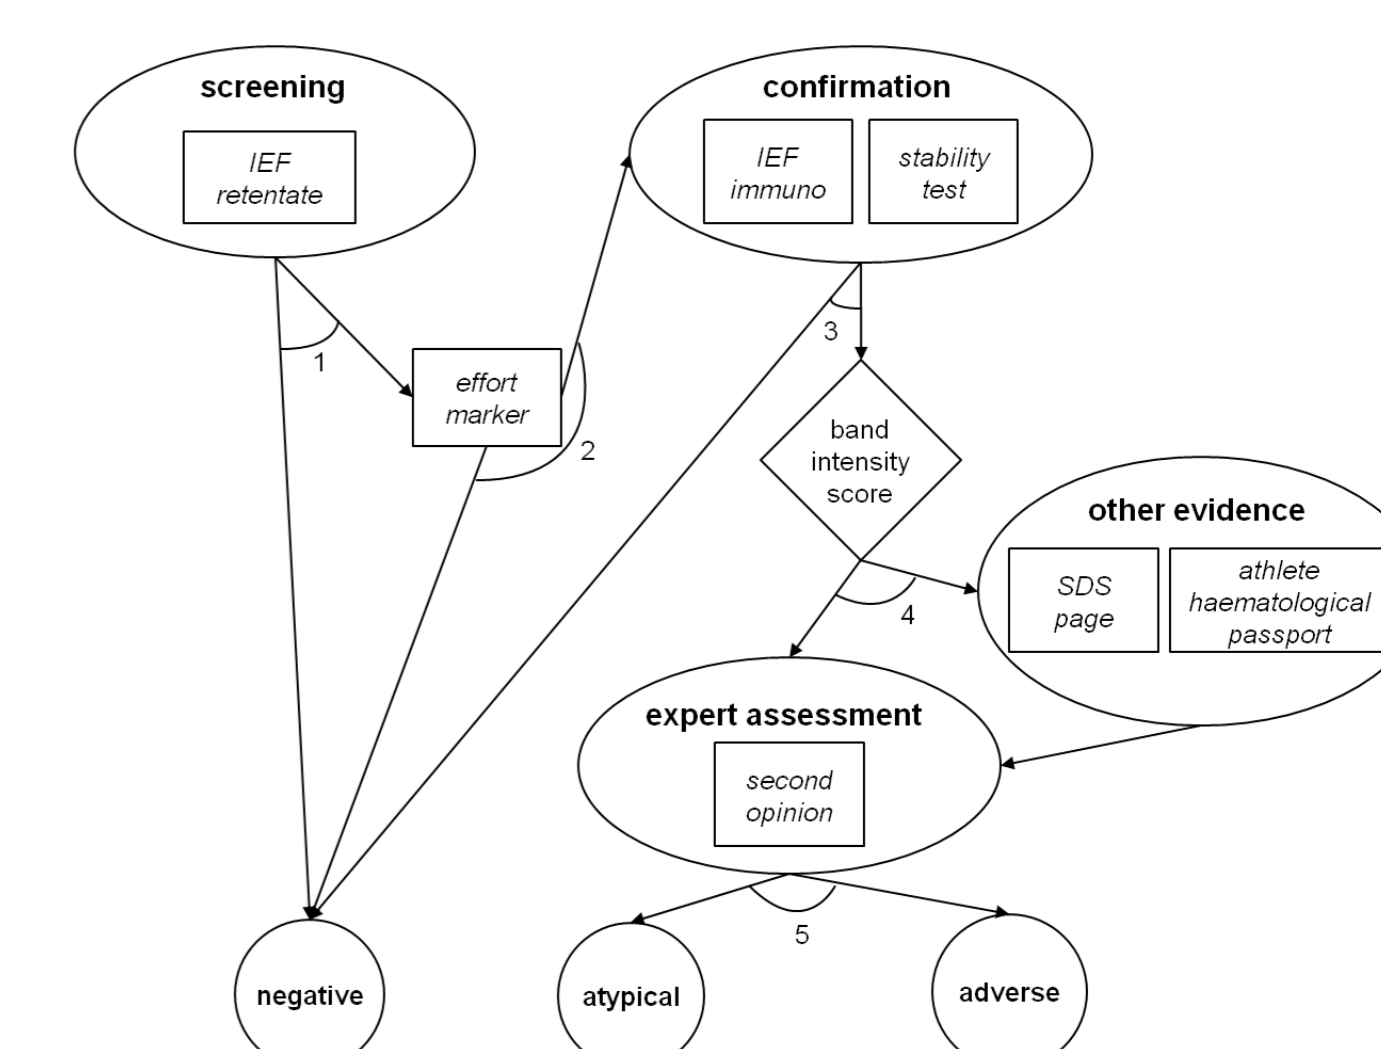 screening
IEF
retentate
confirmation
IEF
immuno
stability
test
1
effort
marker
2
3
band
intensity
score
other evidence
SDS
page
athlete
haematological
passport
4
expert assessment
second
opinion
5
negative
atypical
adverse